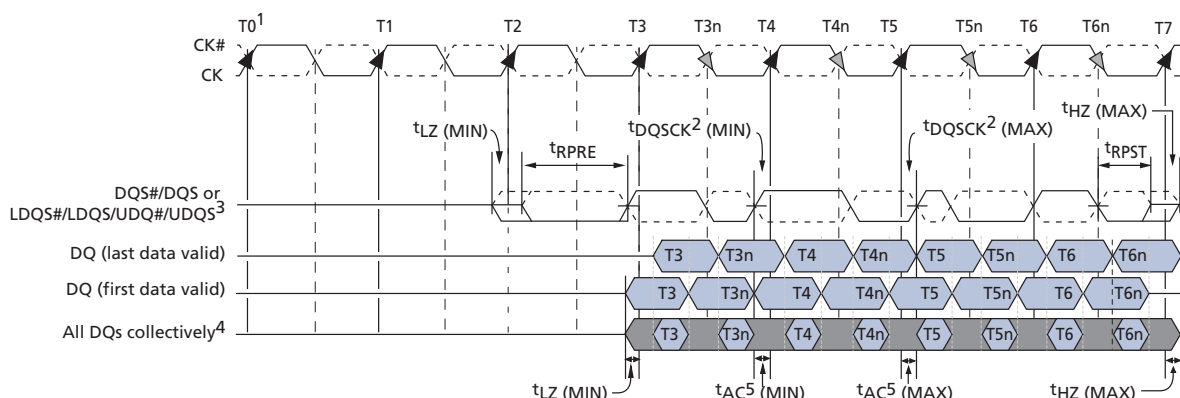 T0¹ T1 T2 T3 T3n T4 T4n T5 T5n T6 T6n T7
CK#
CK
tHZ (MAX)
tLZ (MIN) tDQSCK² (MIN) tDQSCK² (MAX)
tRPRE tRPST
DQS#/DQS or
LDQS#/LDQS/UDQ#/UDQS³
DQ (last data valid) T3 T3n T4 T4n T5 T5n T6 T6n
DQ (first data valid) T3 T3n T4 T4n T5 T5n T6 T6n
All DQs collectively⁴ T3 T3n T4 T4n T5 T5n T6 T6n
tLZ (MIN) tAC⁵ (MIN) tAC⁵ (MAX) tHZ (MAX)